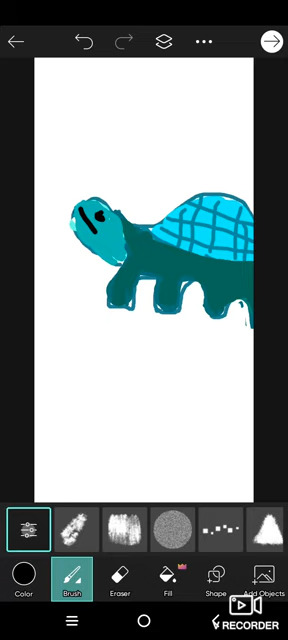 Color
Brush
Eraser
Fill
Shape
Add Objects
RECORDER